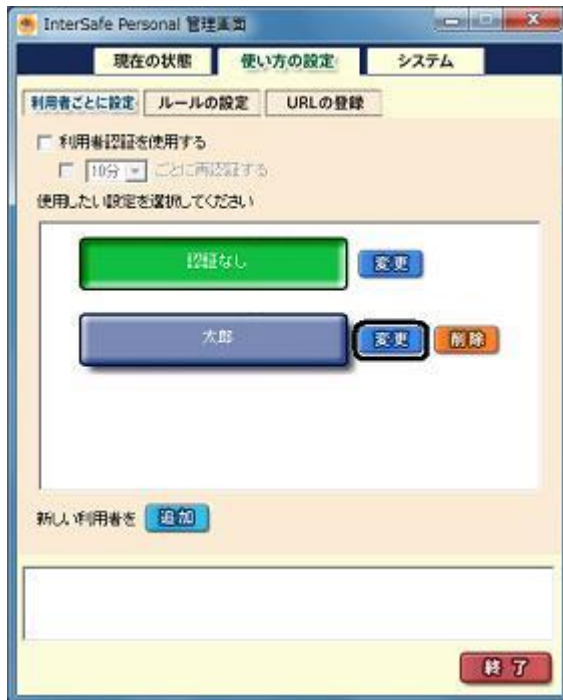 InterSafe Personal 管理画面
現在の状態 使い方の設定 システム
利用者ごとに設定 ルールの設定 URLの登録
利用者認証を使用する
10分 ごとに再認証する
使用したい設定を選択してください
認証なし 変更
太郎 変更 削除
新しい利用者を 追加
終了